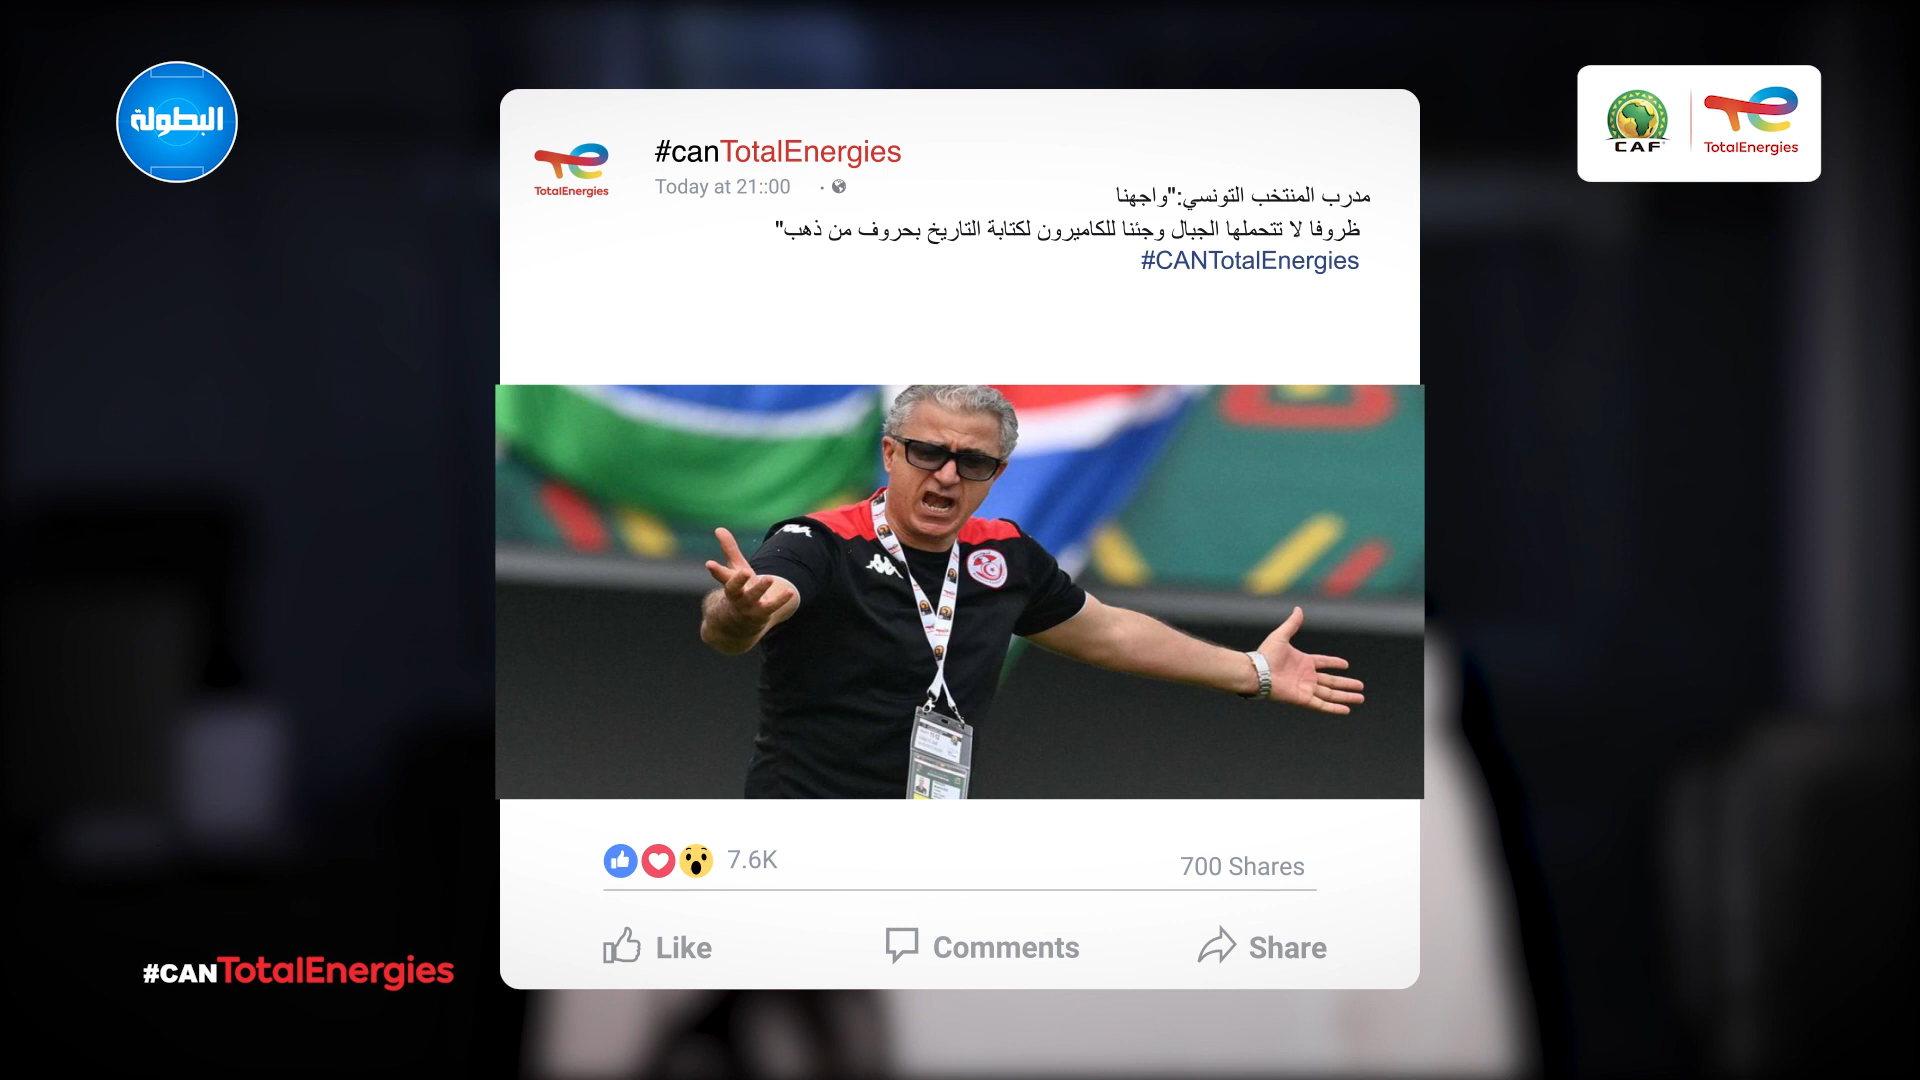 البطولة
CAF
TotalEnergies
TotalEnergies
#canTotalEnergies
Today at 21::00
مدرب المنتخب التونسي:"واجهنا
ظروفا لا تتحملها الجبال وجئنا للكاميرون لكتابة التاريخ بحروف من ذهب"
#CANTotalEnergies
7.6K
700 Shares
Like
Comments
Share
#CANTotalEnergies